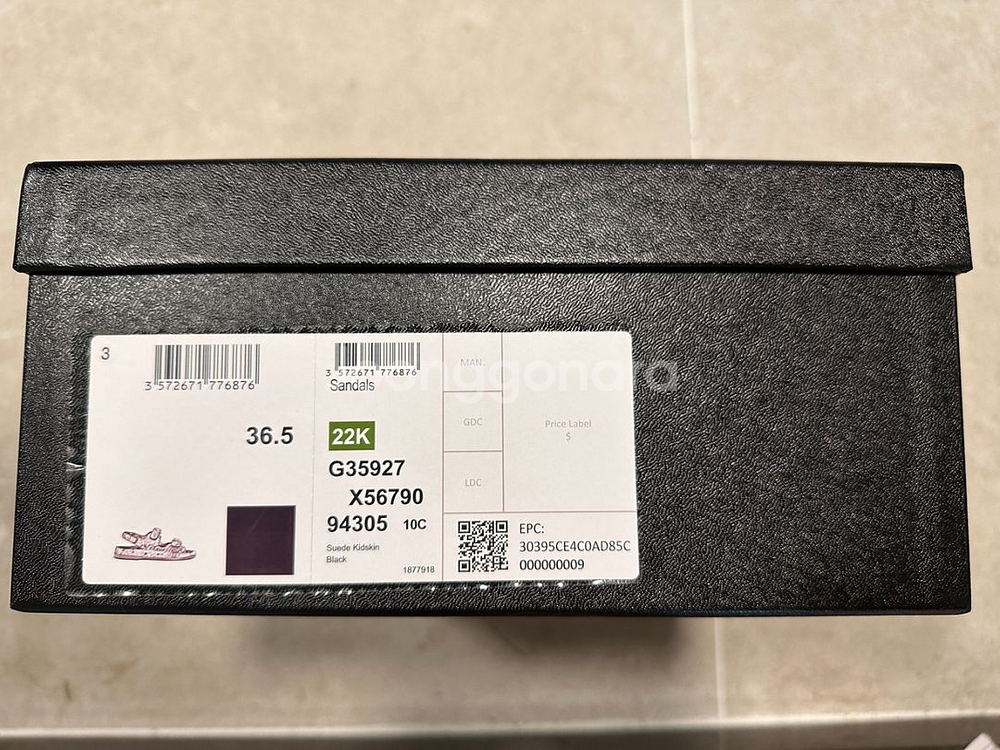 3
3 572671 776876
36.5
3 572671 776876
Sandals
22K
G35927
X56790
94305 10C
Suede Kidskin
Black
1877918
MAN.
GDC
LDC
Price Label
$
EPC:
30395CE4C0AD85C
000000009